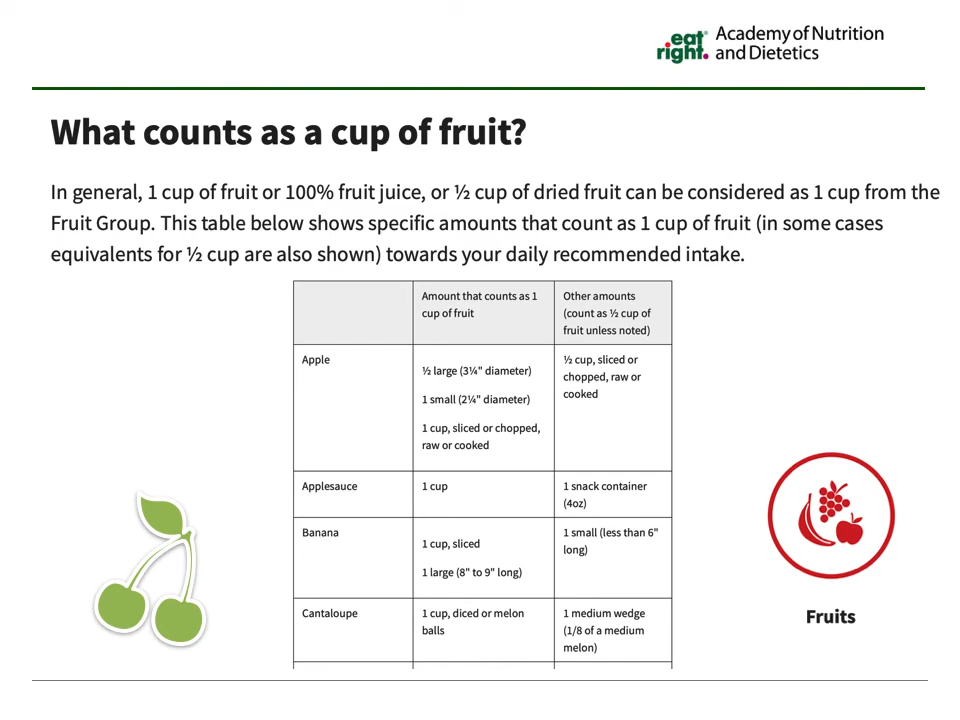 eat right. Academy of Nutrition
and Dietetics
What counts as a cup of fruit?
In general, 1 cup of fruit or 100% fruit juice, or ½ cup of dried fruit can be considered as 1 cup from the
Fruit Group. This table below shows specific amounts that count as 1 cup of fruit (in some cases
equivalents for ½ cup are also shown) towards your daily recommended intake.
Amount that counts as 1
cup of fruit
Other amounts
(count as ½ cup of
fruit unless noted)
Apple
½ large (3¼" diameter)
1 small (2¼" diameter)
1 cup, sliced or chopped,
raw or cooked
½ cup, sliced or
chopped, raw or
cooked
Applesauce
1 cup
1 snack container
(4oz)
Banana
1 cup, sliced
1 large (8" to 9" long)
1 small (less than 6"
long)
Cantaloupe
1 cup, diced or melon
balls
1 medium wedge
(1/8 of a medium
melon)
Fruits